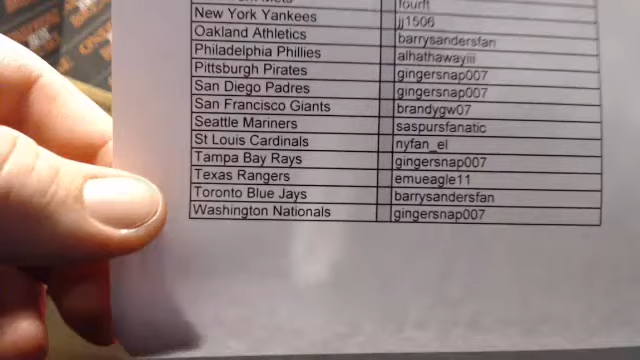 fourft
New York Yankees jj1506
Oakland Athletics barrysandersfan
Philadelphia Phillies alhathawayiii
Pittsburgh Pirates gingersnap007
San Diego Padres gingersnap007
San Francisco Giants brandygw07
Seattle Mariners saspursfanatic
St Louis Cardinals nyfan_el
Tampa Bay Rays gingersnap007
Texas Rangers emueagle11
Toronto Blue Jays barrysandersfan
Washington Nationals gingersnap007